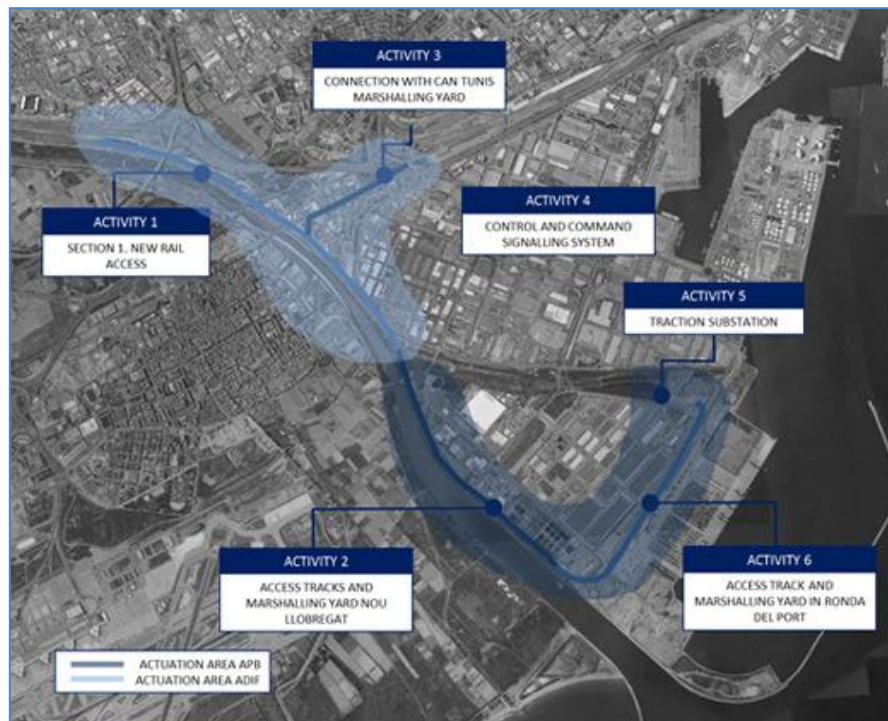 ACTIVITY 3
CONNECTION WITH CAN TUNIS
MARSHALLING YARD
ACTIVITY 1
SECTION 1. NEW RAIL
ACCESS
ACTIVITY 4
CONTROL AND COMMAND
SIGNALLING SYSTEM
ACTIVITY 5
TRACTION SUBSTATION
ACTIVITY 2
ACCESS TRACKS AND
MARSHALLING YARD NOU
LLOBREGAT
ACTIVITY 6
ACCESS TRACK AND
MARSHALLING YARD IN RONDA
DEL PORT
ACTUATION AREA APB
ACTUATION AREA ADIF